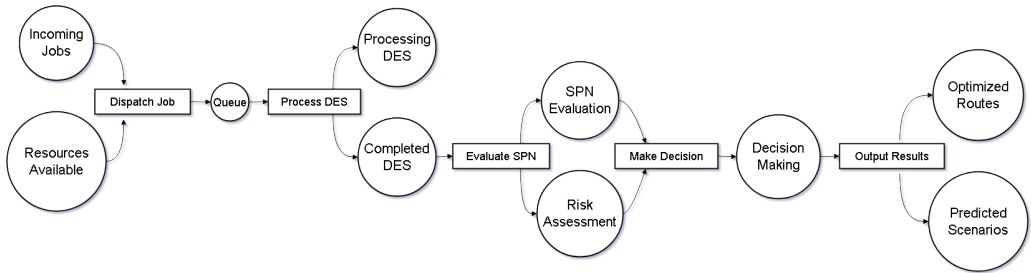 Incoming
Jobs
Resources
Available
Dispatch Job
Queue
Process DES
Processing
DES
Completed
DES
Evaluate SPN
SPN
Evaluation
Risk
Assessment
Make Decision
Decision
Making
Output Results
Optimized
Routes
Predicted
Scenarios